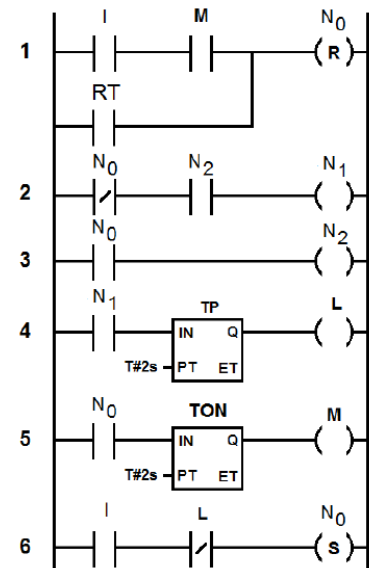 I M N0
1 R
RT
N0 N2 N1
2
N0 N2
3
N1 TP L
4 IN Q
T#2s PT ET
N0 TON M
5 IN Q
T#2s PT ET
I L N0
6 S